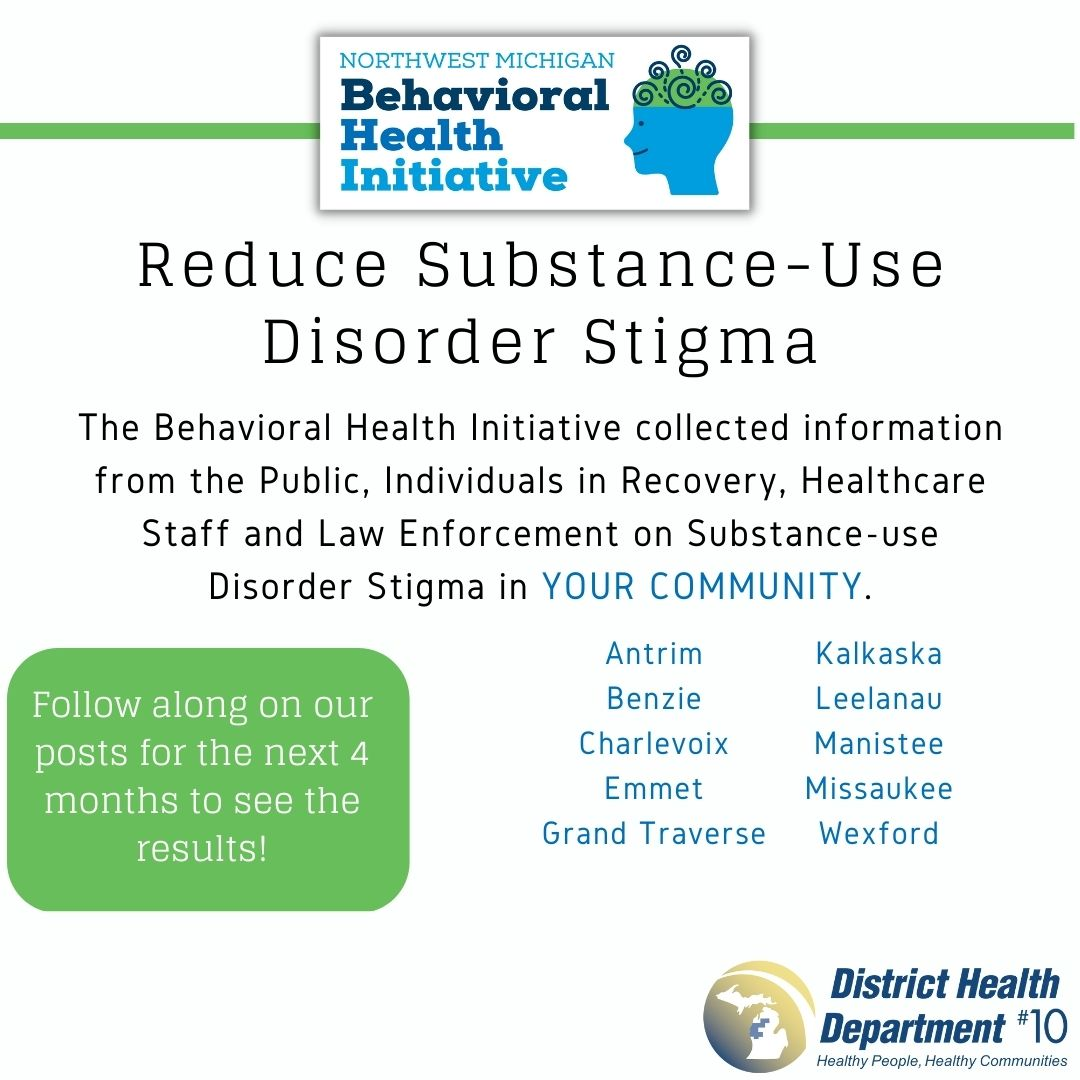 NORTHWEST MICHIGAN
Behavioral
Health
Initiative
Reduce Substance-Use
Disorder Stigma
The Behavioral Health Initiative collected information
from the Public, Individuals in Recovery, Healthcare
Staff and Law Enforcement on Substance-use
Disorder Stigma in YOUR COMMUNITY.
Follow along on our
posts for the next 4
months to see the
results!
Antrim
Benzie
Charlevoix
Emmet
Grand Traverse
Kalkaska
Leelanau
Manistee
Missaukee
Wexford
District Health
Department #10
Healthy People, Healthy Communities